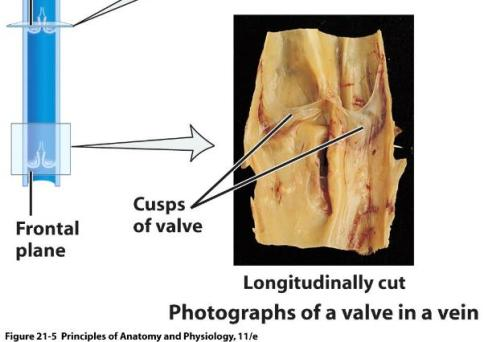 Cusps
of valve
Frontal
plane
Longitudinally cut
Photographs of a valve in a vein
Figure 21-5 Principles of Anatomy and Physiology, 11/e